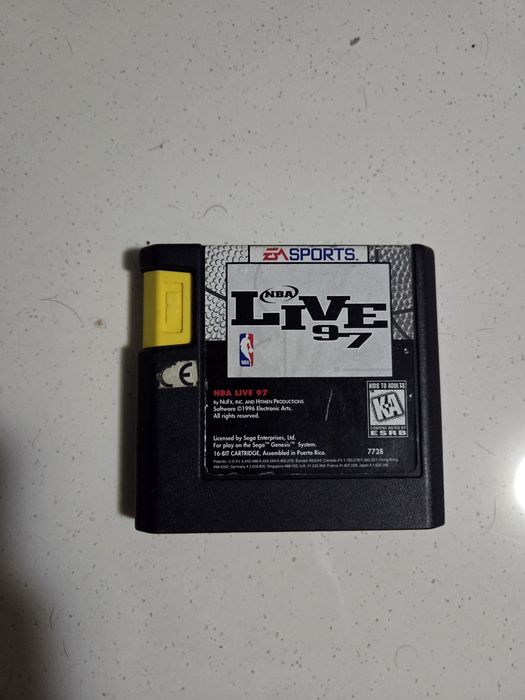 EA SPORTS™
NBA
LIVE
97
NBA
CE
NBA LIVE 97
by NuFx, Inc. and Hitmen Productions
Software ©1996 Electronic Arts.
All rights reserved.
KIDS TO ADULTS
K-A
CONTENT RATED BY
ESRB
Licensed by Sega Enterprises, Ltd.
For play on the Sega™ Genesis™ System.
16-BIT CARTRIDGE, Assembled in Puerto Rico.
7728